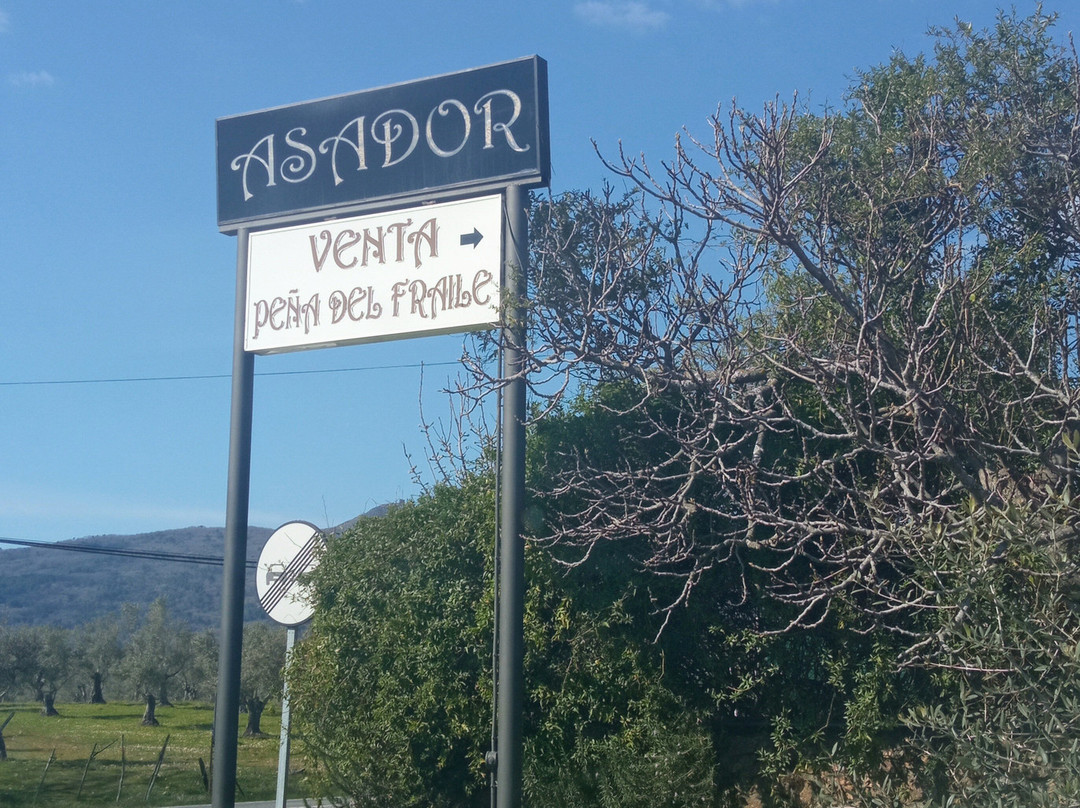 ASADOR
VENTA →
PEÑA DEL FRAILE